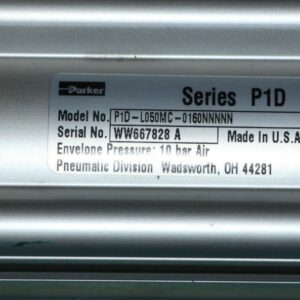 Parker
Series P1D
Model No. P1D-L050MC-0160NNNNN
Serial No. WW667828 A Made In U.S.A
Envelope Pressure: 10 bar Air
Pneumatic Division Wadsworth, OH 44281